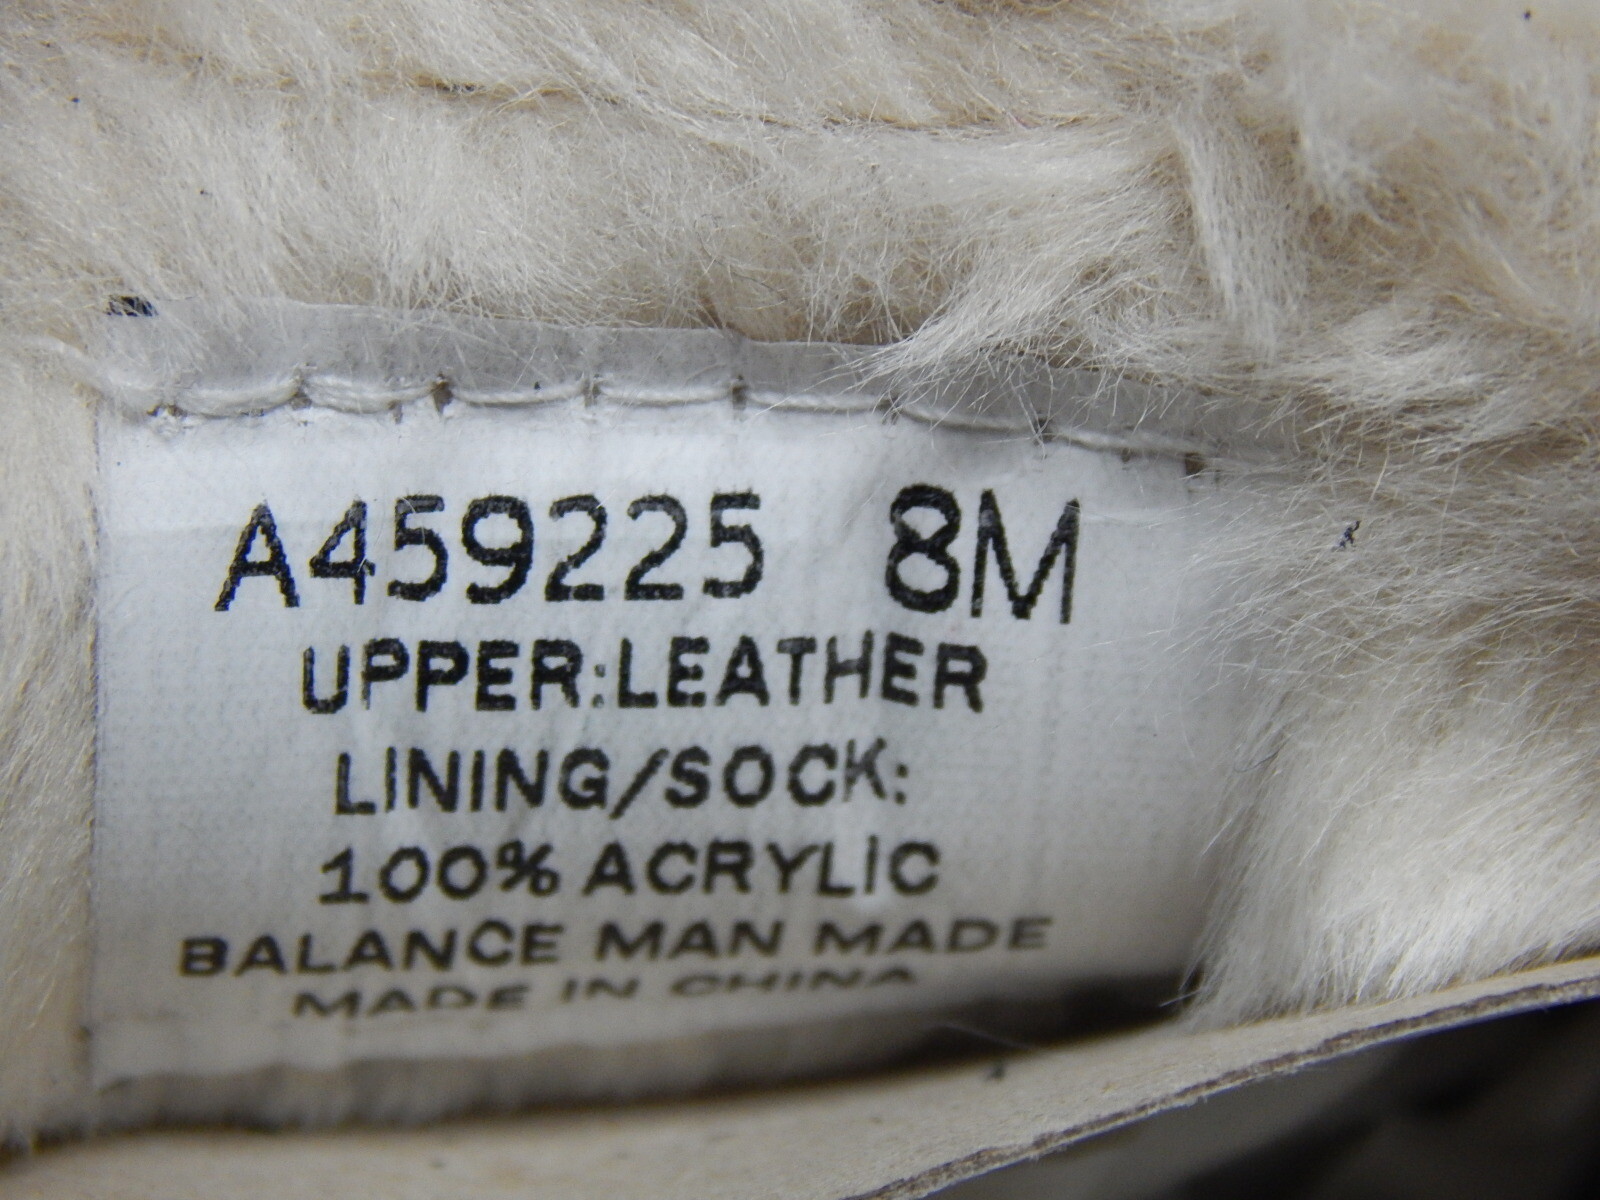 A459225 8M
UPPER:LEATHER
LINING/SOCK:
100% ACRYLIC
BALANCE MAN MADE
MADE IN CHINA